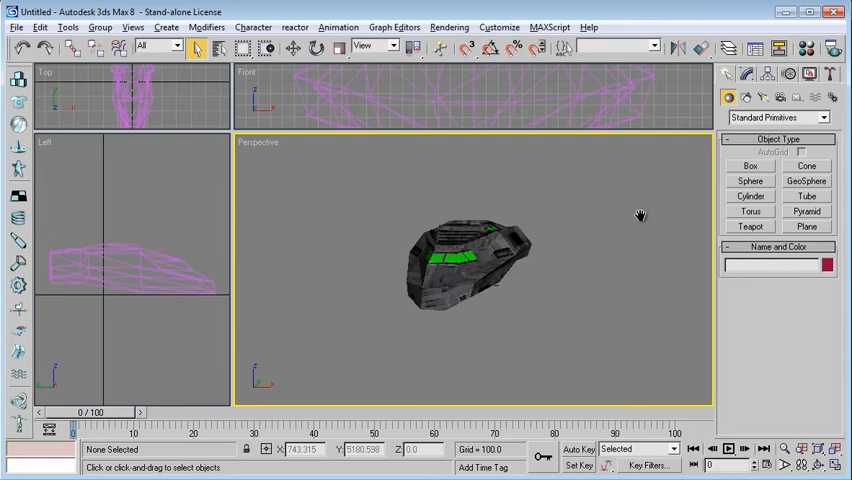 Untitled - Autodesk 3ds Max 8 - Stand-alone License
File Edit Tools Group Views Create Modifiers Character reactor Animation Graph Editors Rendering Customize MAXScript Help
All View
Top Front
Left Perspective
Standard Primitives
- Object Type
AutoGrid
Box Cone
Sphere GeoSphere
Cylinder Tube
Torus Pyramid
Teapot Plane
- Name and Color
z y x
0 / 100
0 10 20 30 40 50 60 70 80 90 100
None Selected X: 743.315 Y: 5180.598 Z: 0.0 Grid = 100.0 Auto Key Selected
Click or click-and-drag to select objects Add Time Tag Set Key Key Filters... 0